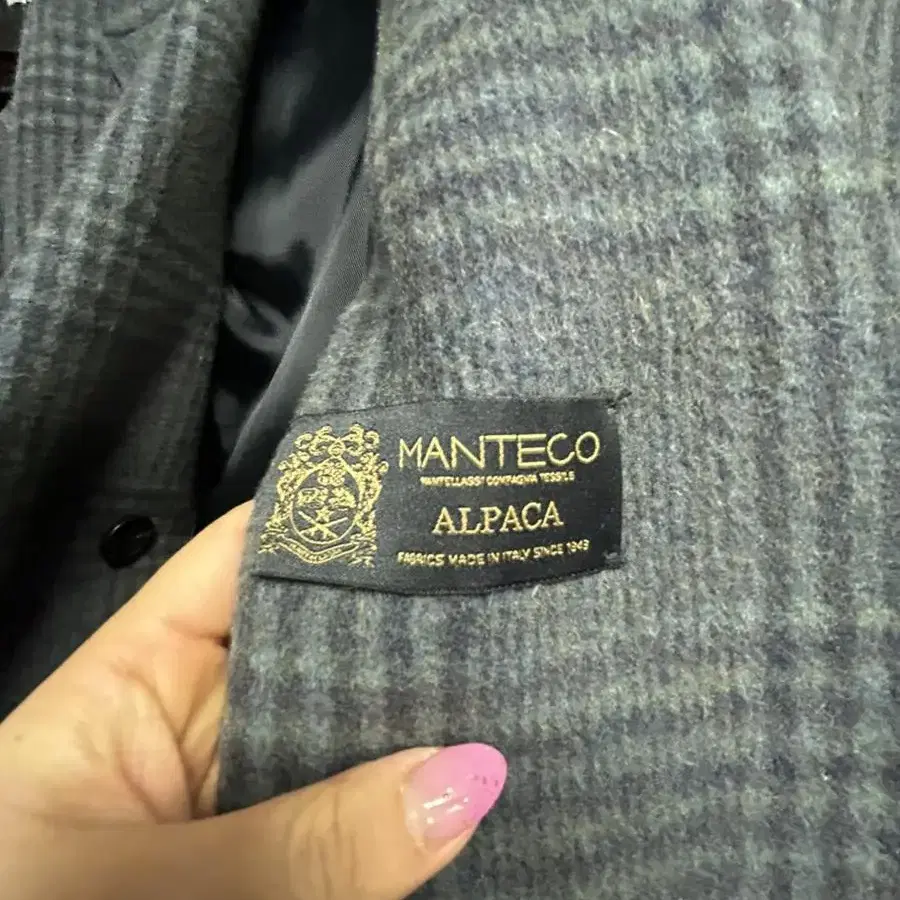 MANTECO
MANTELLASSI COMPAGNIA TESSILE
ALPACA
FABRICS MADE IN ITALY SINCE 1943